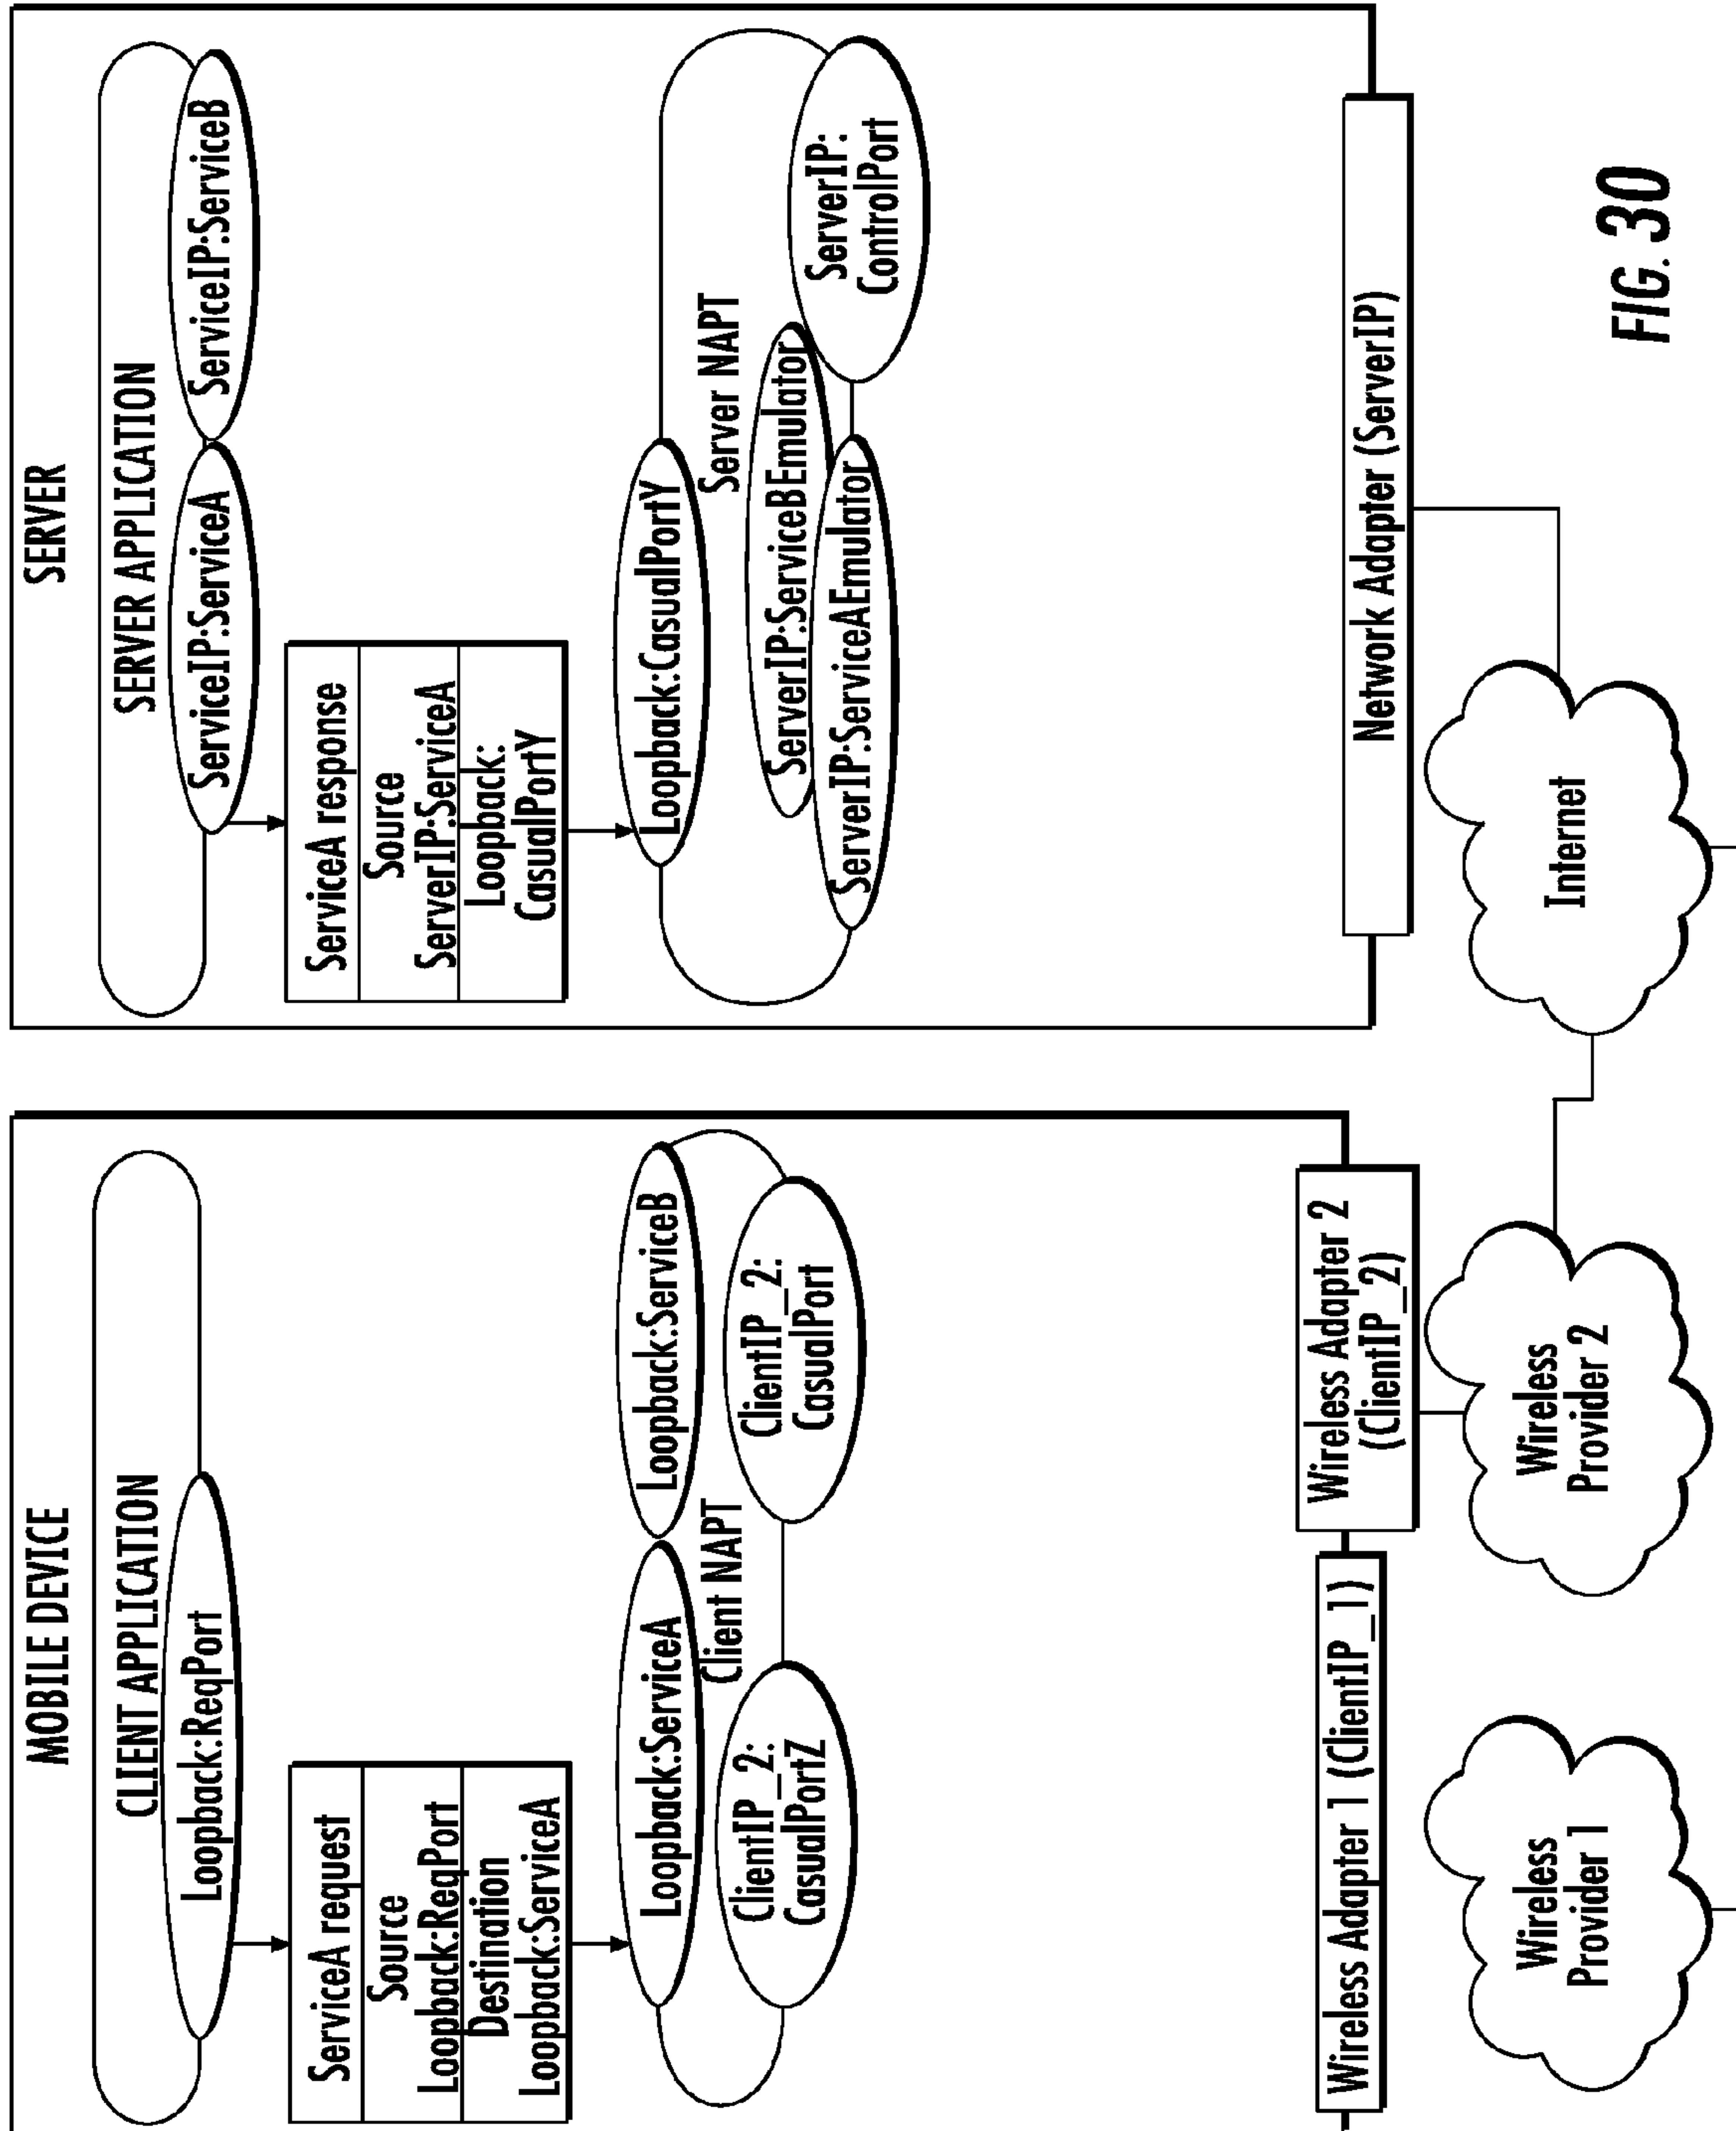 MOBILE DEVICE
CLIENT APPLICATION
Loopback:ReqPort
ServiceA request
Source
Loopback:ReqPort
Destination
Loopback:ServiceA
Loopback:ServiceA
Loopback:ServiceB
Client NAPT
ClientIP_2:
CasualPortZ
ClientIP_2:
CasualPort
Wireless Adapter 1 (ClientIP_1)
Wireless Adapter 2
(ClientIP_2)
Wireless
Provider 1
Wireless
Provider 2
SERVER
SERVER APPLICATION
ServiceIP:ServiceA
ServiceIP:ServiceB
ServiceA response
Source
ServerIP:ServiceA
Loopback:
CasualPortY
Loopback:CasualPortY
Server NAPT
ServerIP:ServiceBEmulator
ServerIP:ServiceAEmulator
ServerIP:
ControlPort
Network Adapter (ServerIP)
Internet
FIG. 30